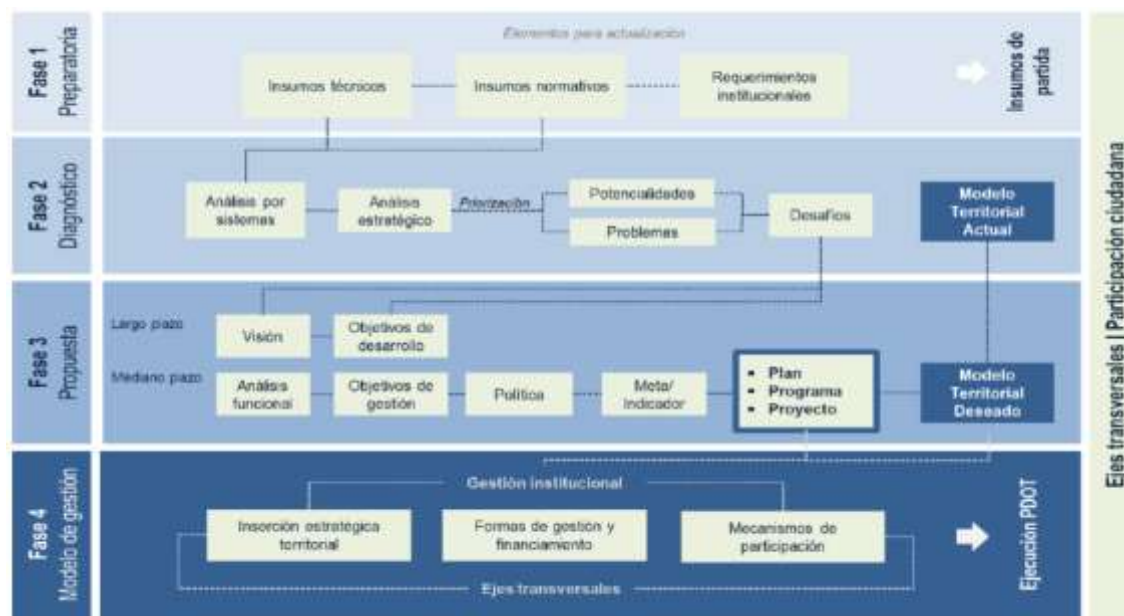 Fase 1
Preparatoria
Elementos para actualización
Insumos técnicos
Insumos normativos
Requerimientos
institucionales
Insumos de
partida
Fase 2
Diagnóstico
Análisis por
sistemas
Análisis
estratégico
Priorización
Potencialidades
Problemas
Desafíos
Modelo
Territorial
Actual
Fase 3
Propuesta
Largo plazo
Visión
Objetivos de
desarrollo
Mediano plazo
Análisis
funcional
Objetivos de
gestión
Política
Meta/
Indicador
▪ Plan
▪ Programa
▪ Proyecto
Modelo
Territorial
Deseado
Fase 4
Modelo de gestión
Gestión institucional
Inserción estratégica
territorial
Formas de gestión y
financiamiento
Mecanismos de
participación
Ejes transversales
Ejecución PDOT
Ejes transversales | Participación ciudadana